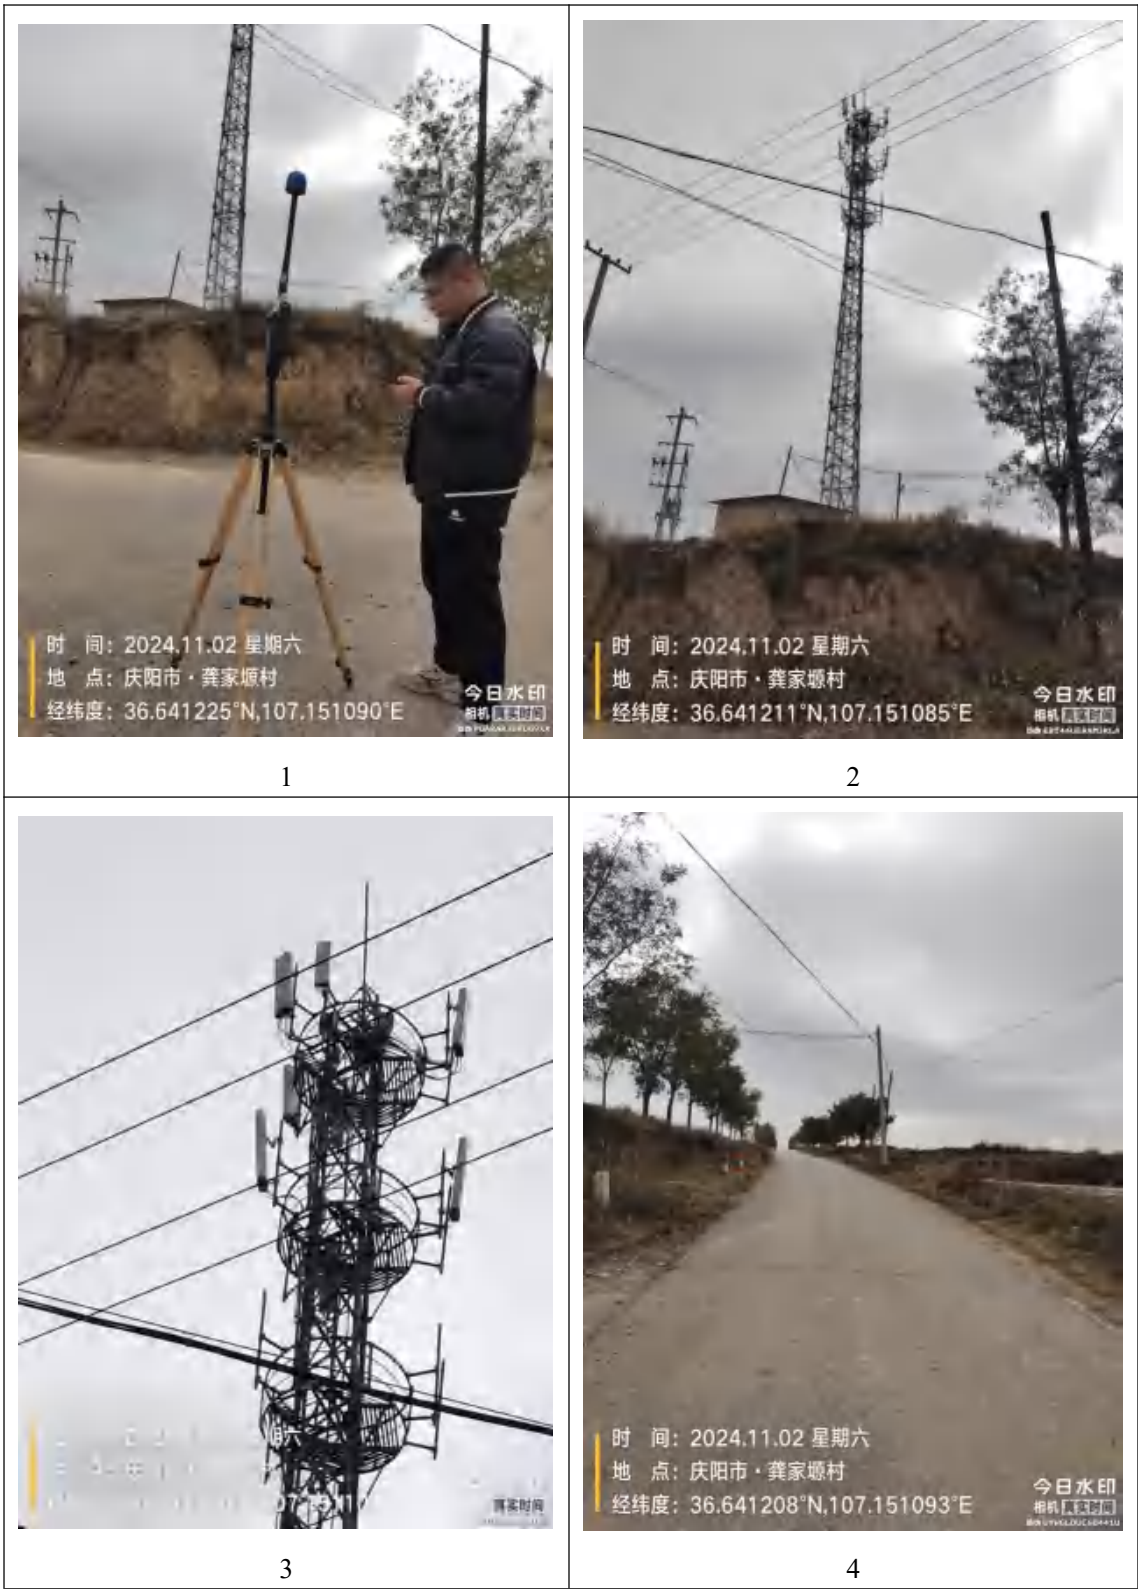 时 间: 2024.11.02 星期六
地 点: 庆阳市·龚家塬村
经纬度: 36.641225°N,107.151090°E
今日水印
相机 真实时间
1
时 间: 2024.11.02 星期六
地 点: 庆阳市·龚家塬村
经纬度: 36.641211°N,107.151085°E
今日水印
相机 真实时间
2
期六
真实时间
3
时 间: 2024.11.02 星期六
地 点: 庆阳市·龚家塬村
经纬度: 36.641208°N,107.151093°E
今日水印
相机 真实时间
4